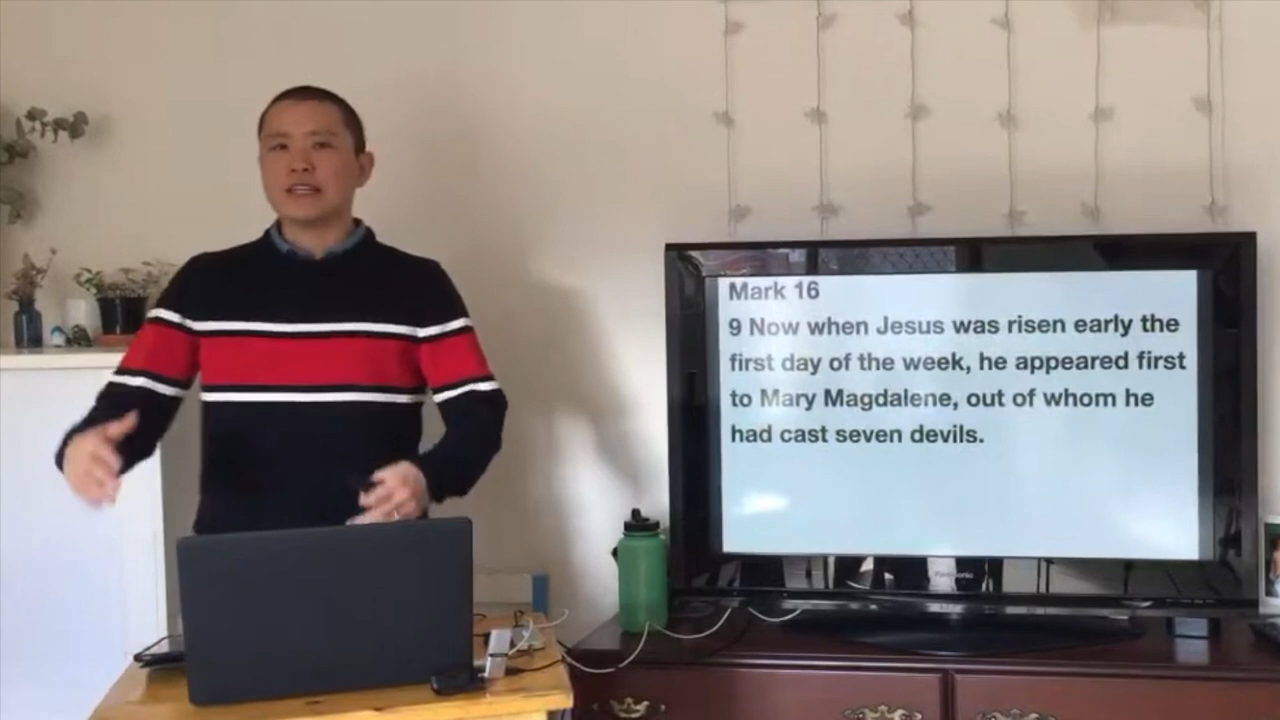 Mark 16
9 Now when Jesus was risen early the
first day of the week, he appeared first
to Mary Magdalene, out of whom he
had cast seven devils.
Panasonic